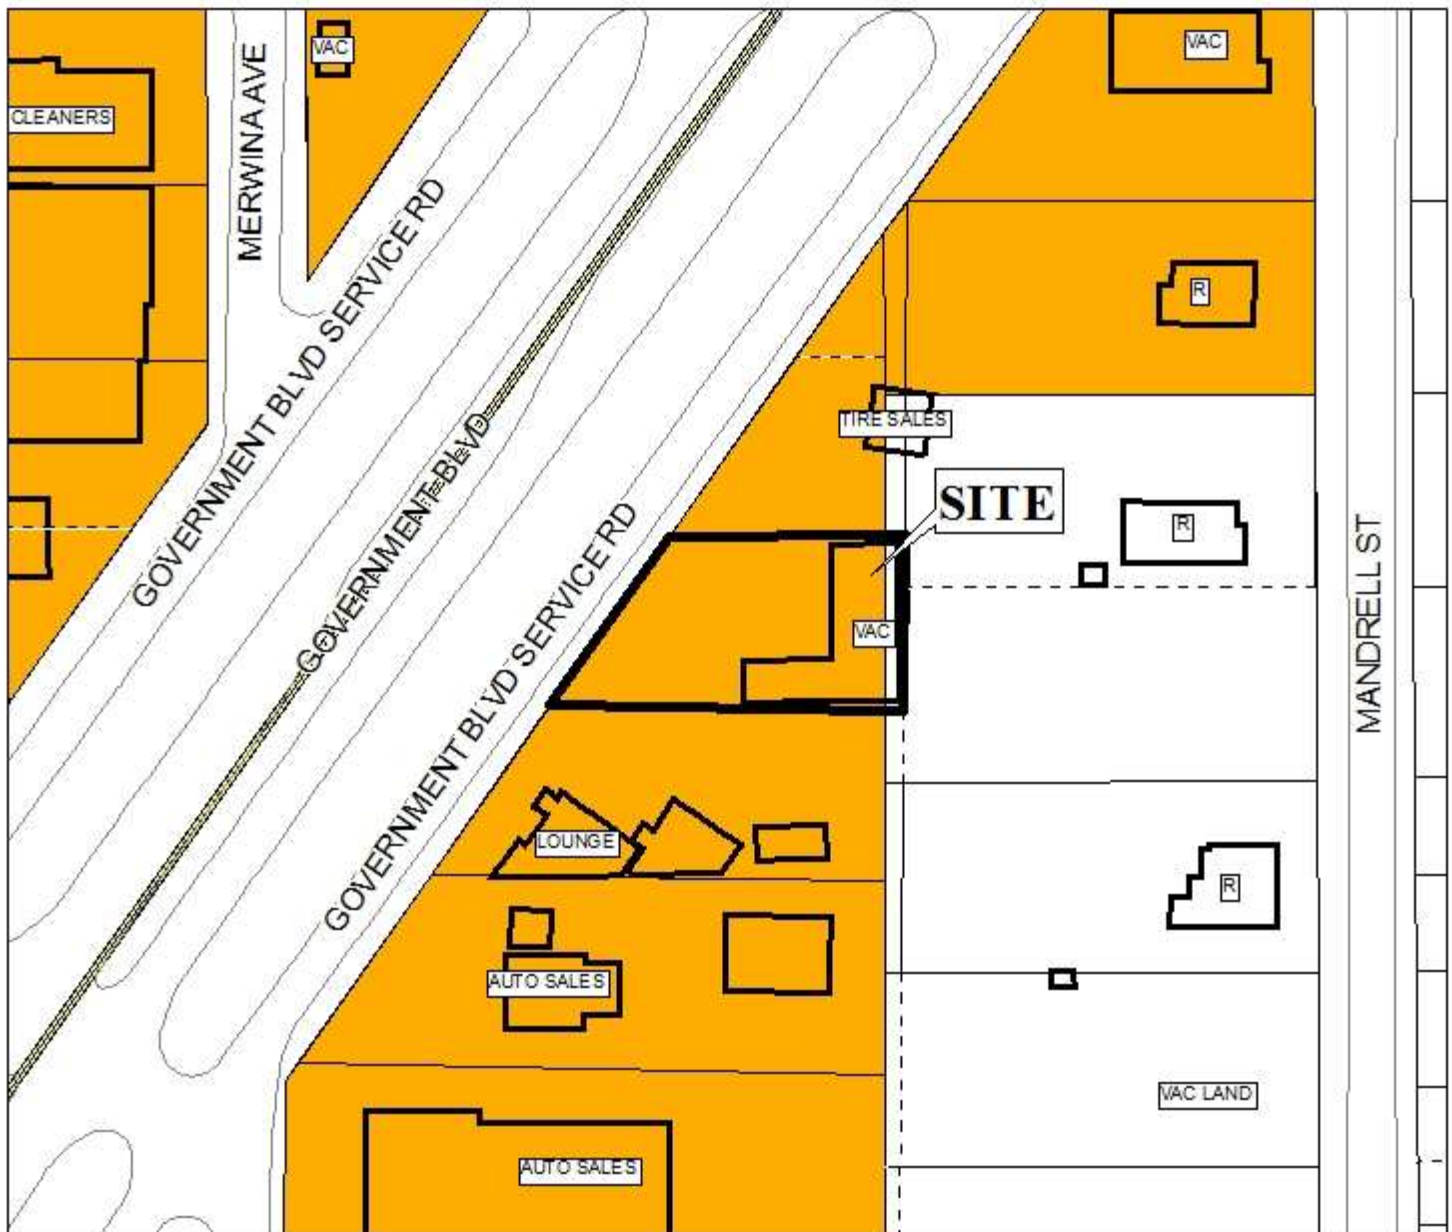 VAC
VAC
CLEANERS
MERWINA AVE
GOVERNMENT BLVD SERVICE RD
R
GOVERNMENT BLVD
TIRE SALES
SITE
R
GOVERNMENT BLVD SERVICE RD
VAC
MANDRELL ST
LOUNGE
R
AUTO SALES
VAC LAND
AUTO SALES